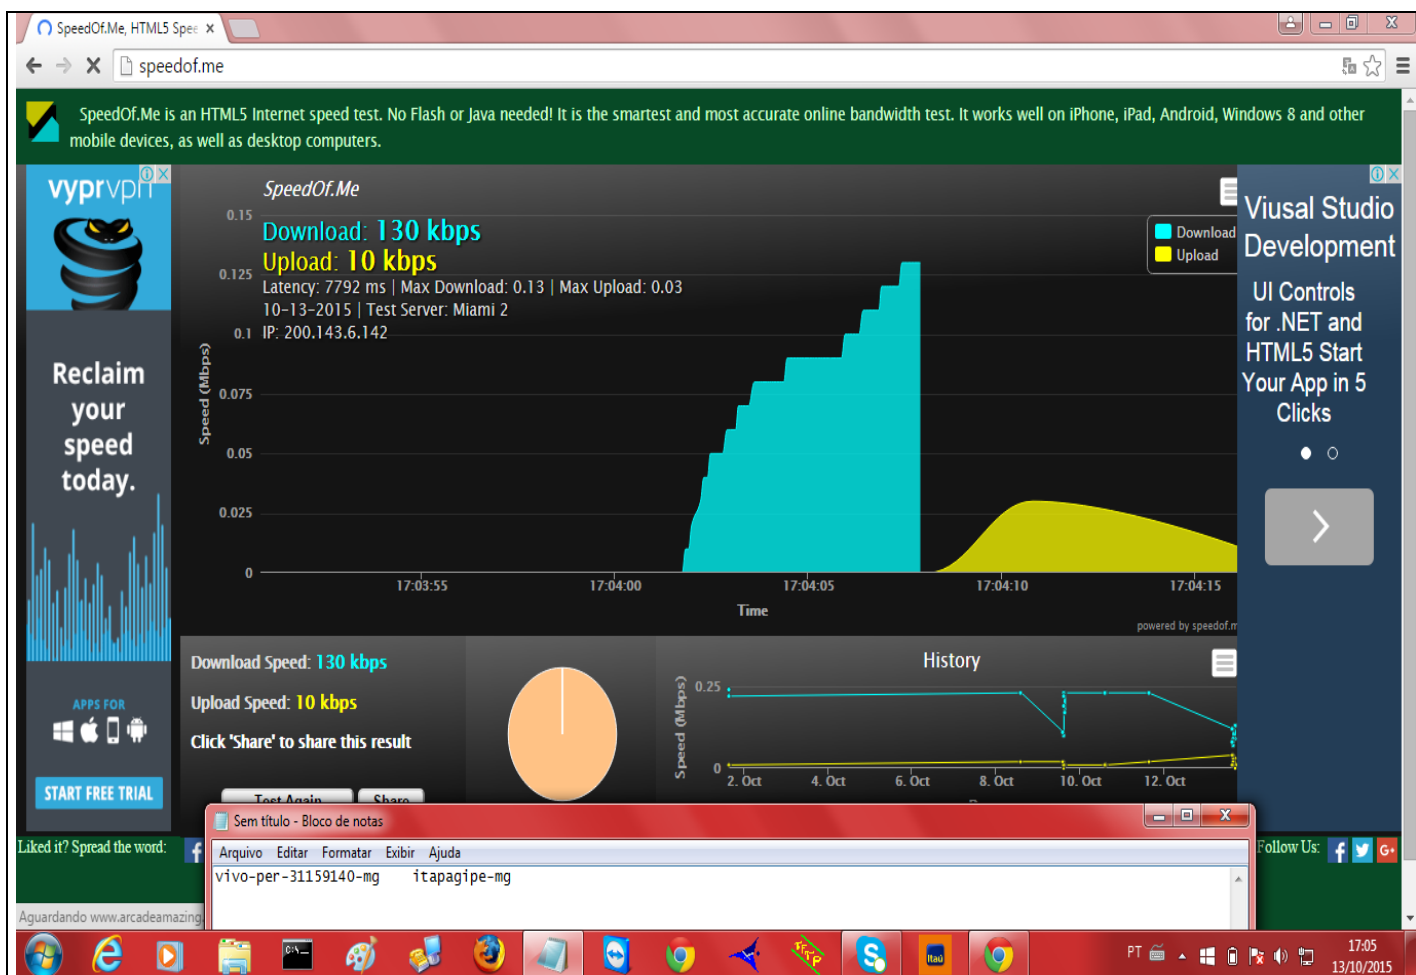 SpeedOf.Me, HTML5 Spee
speedof.me
SpeedOf.Me is an HTML5 Internet speed test. No Flash or Java needed! It is the smartest and most accurate online bandwidth test. It works well on iPhone, iPad, Android, Windows 8 and other
mobile devices, as well as desktop computers.
vyprvpn
Reclaim
your
speed
today.
APPS FOR
START FREE TRIAL
SpeedOf.Me
Download: 130 kbps
Upload: 10 kbps
Latency: 7792 ms | Max Download: 0.13 | Max Upload: 0.03
10-13-2015 | Test Server: Miami 2
IP: 200.143.6.142
Download
Upload
Speed (Mbps)
0.15
0.125
0.1
0.075
0.05
0.025
0
17:03:55 17:04:00 17:04:05 17:04:10 17:04:15
Time
powered by speedof.m
Viusal Studio
Development
UI Controls
for .NET and
HTML5 Start
Your App in 5
Clicks
Download Speed: 130 kbps
Upload Speed: 10 kbps
Click 'Share' to share this result
Test Again Share
History
Speed (Mbps)
0.25
0
2. Oct 4. Oct 6. Oct 8. Oct 10. Oct 12. Oct
Liked it? Spread the word:
Follow Us:
Sem título - Bloco de notas
Arquivo Editar Formatar Exibir Ajuda
vivo-per-31159140-mg itapagipe-mg
Aguardando www.arcadeamazing
C:\_
TFTP
Itaú
PT
17:05
13/10/2015